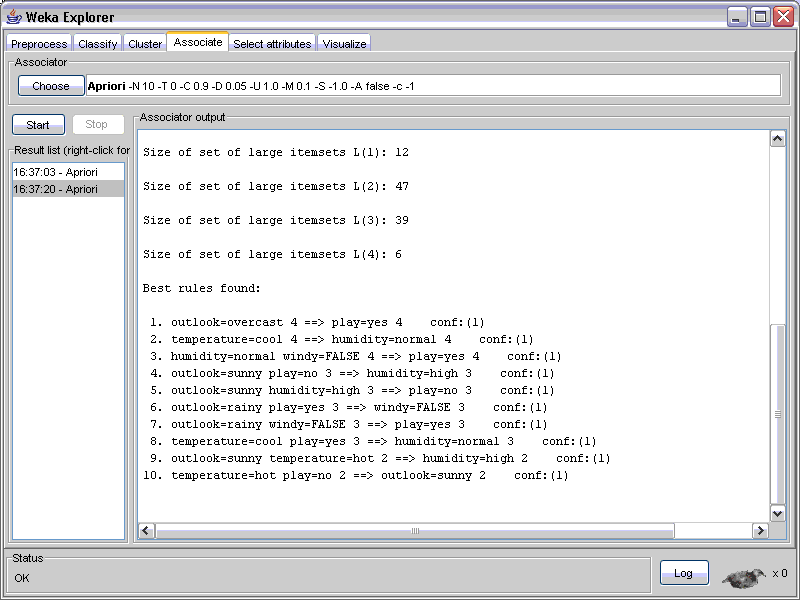 Weka Explorer
Preprocess Classify Cluster Associate Select attributes Visualize
Associator
Choose Apriori -N 10 -T 0 -C 0.9 -D 0.05 -U 1.0 -M 0.1 -S -1.0 -A false -c -1
Start Stop
Result list (right-click for
16:37:03 - Apriori
16:37:20 - Apriori
Associator output
Size of set of large itemsets L(1): 12
Size of set of large itemsets L(2): 47
Size of set of large itemsets L(3): 39
Size of set of large itemsets L(4): 6
Best rules found:
1. outlook=overcast 4 ==> play=yes 4 conf:(1)
2. temperature=cool 4 ==> humidity=normal 4 conf:(1)
3. humidity=normal windy=FALSE 4 ==> play=yes 4 conf:(1)
4. outlook=sunny play=no 3 ==> humidity=high 3 conf:(1)
5. outlook=sunny humidity=high 3 ==> play=no 3 conf:(1)
6. outlook=rainy play=yes 3 ==> windy=FALSE 3 conf:(1)
7. outlook=rainy windy=FALSE 3 ==> play=yes 3 conf:(1)
8. temperature=cool play=yes 3 ==> humidity=normal 3 conf:(1)
9. outlook=sunny temperature=hot 2 ==> humidity=high 2 conf:(1)
10. temperature=hot play=no 2 ==> outlook=sunny 2 conf:(1)
Status
OK
Log
x 0